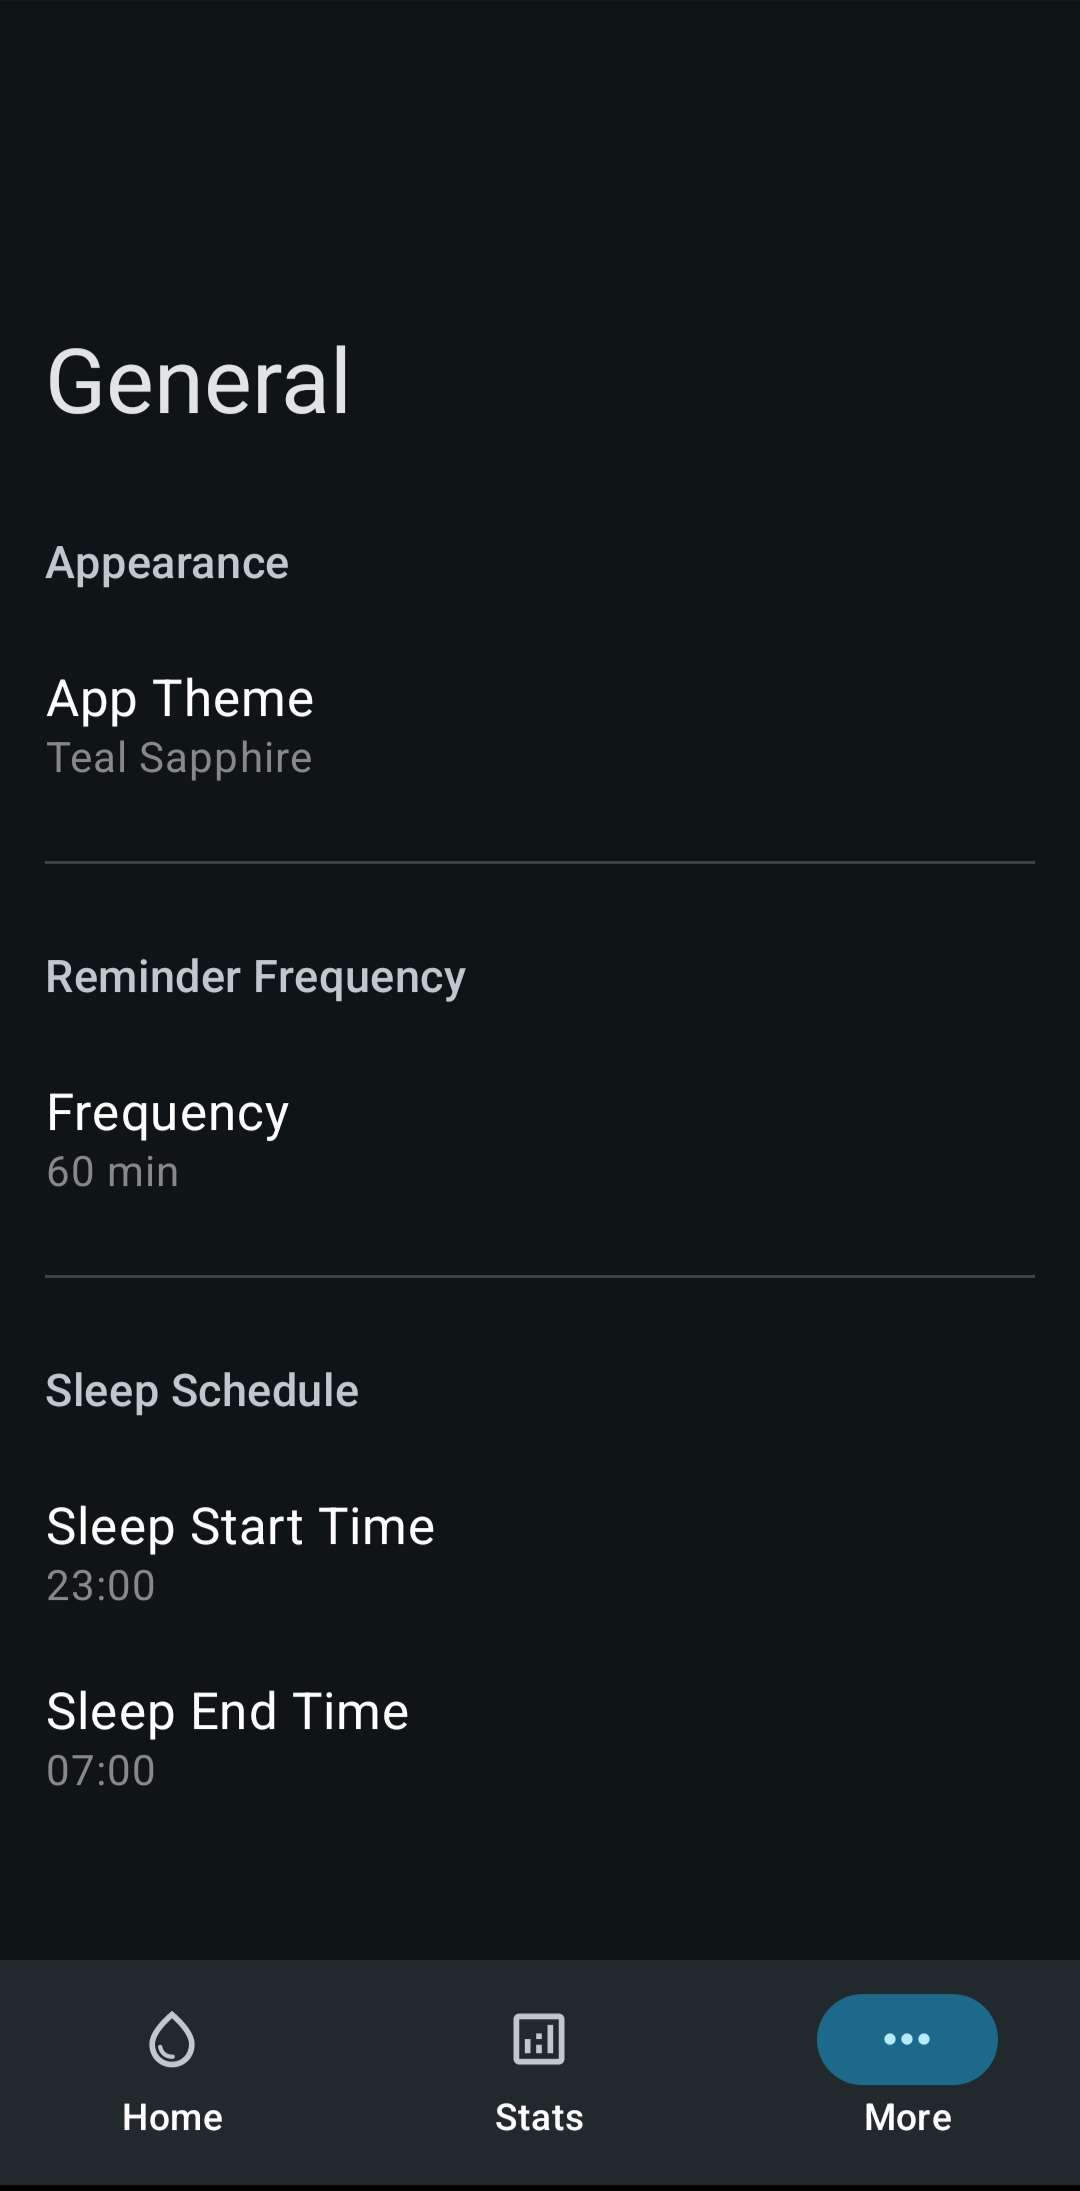 General
Appearance
App Theme
Teal Sapphire
Reminder Frequency
Frequency
60 min
Sleep Schedule
Sleep Start Time
23:00
Sleep End Time
07:00
Home
Stats
More